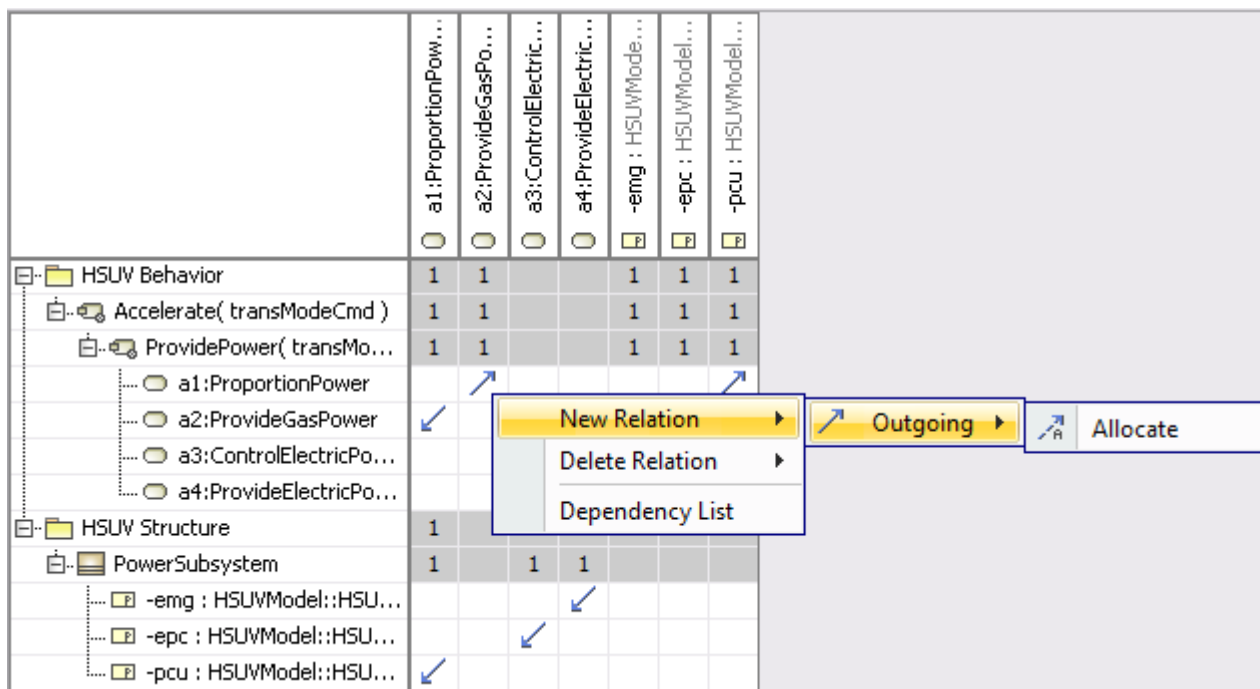 a1:ProportionPow...
a2:ProvideGasPo...
a3:ControlElectric...
a4:ProvideElectric...
-emg : HSUVMode...
-epc : HSUVModel...
-pcu : HSUVModel...
HSUV Behavior 1 1 1 1 1
Accelerate( transModeCmd ) 1 1 1 1 1
ProvidePower( transMo... 1 1 1 1 1
a1:ProportionPower
a2:ProvideGasPower
a3:ControlElectricPo...
a4:ProvideElectricPo...
New Relation
Outgoing
A Allocate
Delete Relation
Dependency List
HSUV Structure 1
PowerSubsystem 1 1 1
-emg : HSUVModel::HSU...
-epc : HSUVModel::HSU...
-pcu : HSUVModel::HSU...